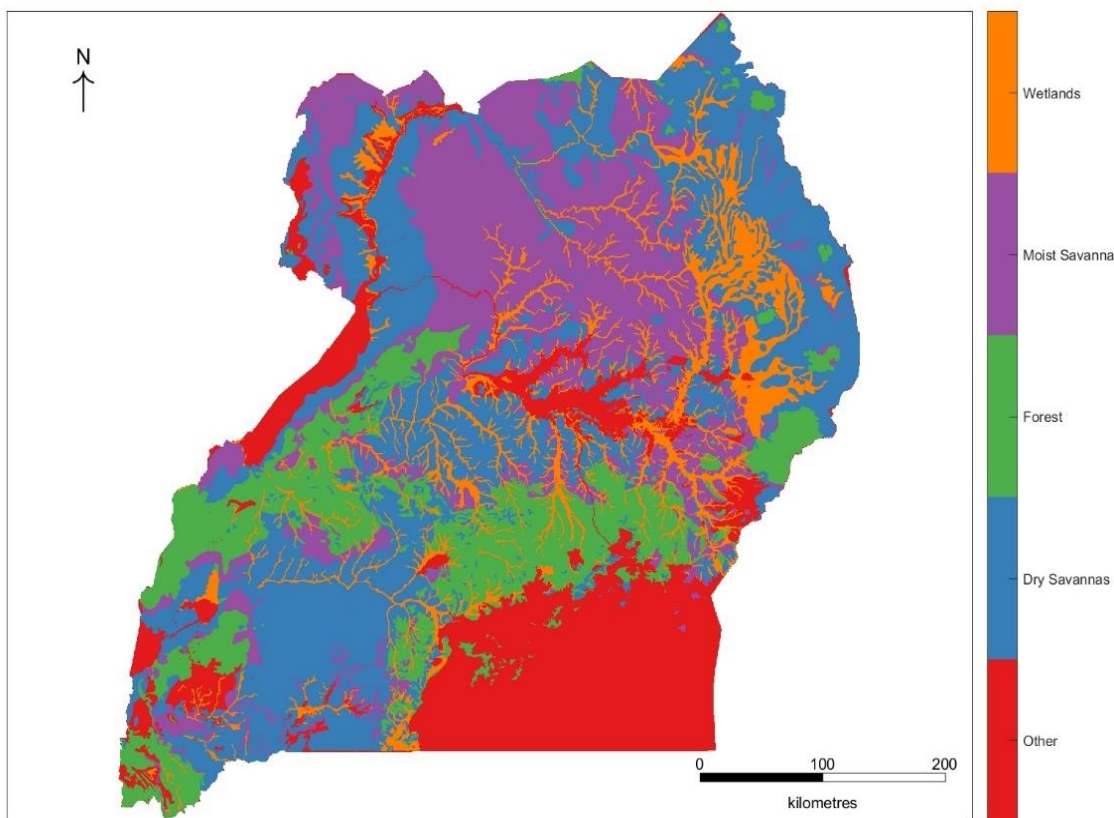 N
Wetlands
Moist Savanna
Forest
Dry Savannas
Other
0 100 200
kilometres